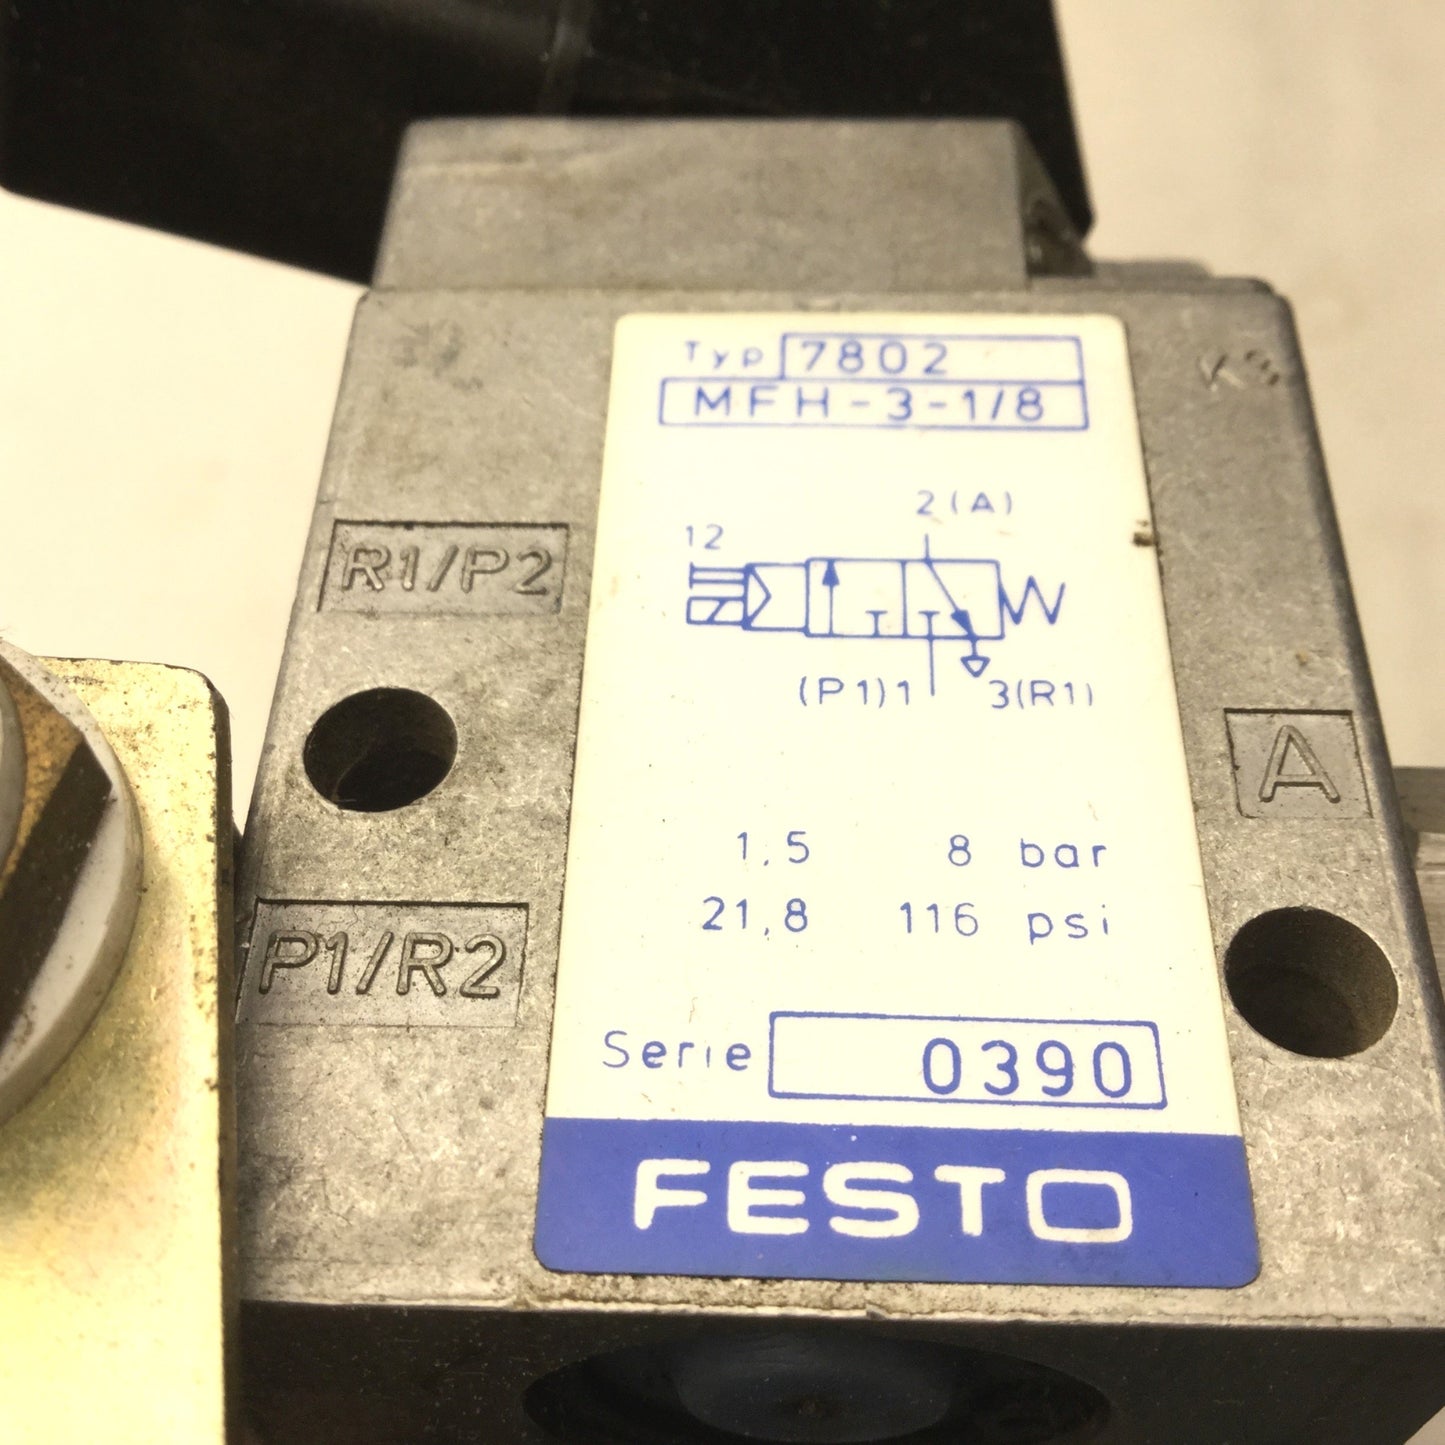 Typ 7802
MFH-3-1/8
2(A)
12
(P1)1 3(R1)
R1/P2
A
P1/R2
1,5 8 bar
21,8 116 psi
Serie 0390
FESTO